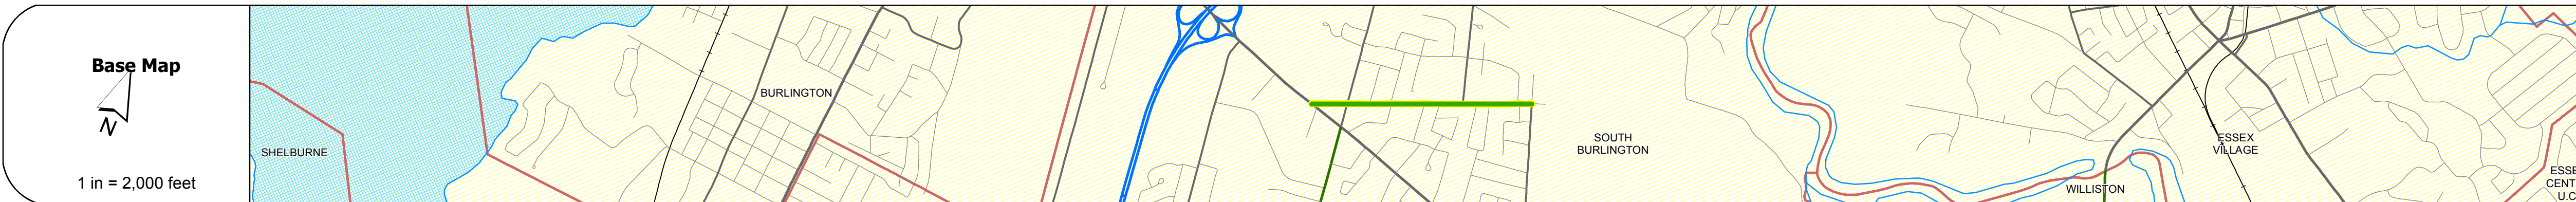 Base Map
N
1 in = 2,000 feet
SHELBURNE
BURLINGTON
SOUTH
BURLINGTON
ESSEX
VILLAGE
WILLISTON